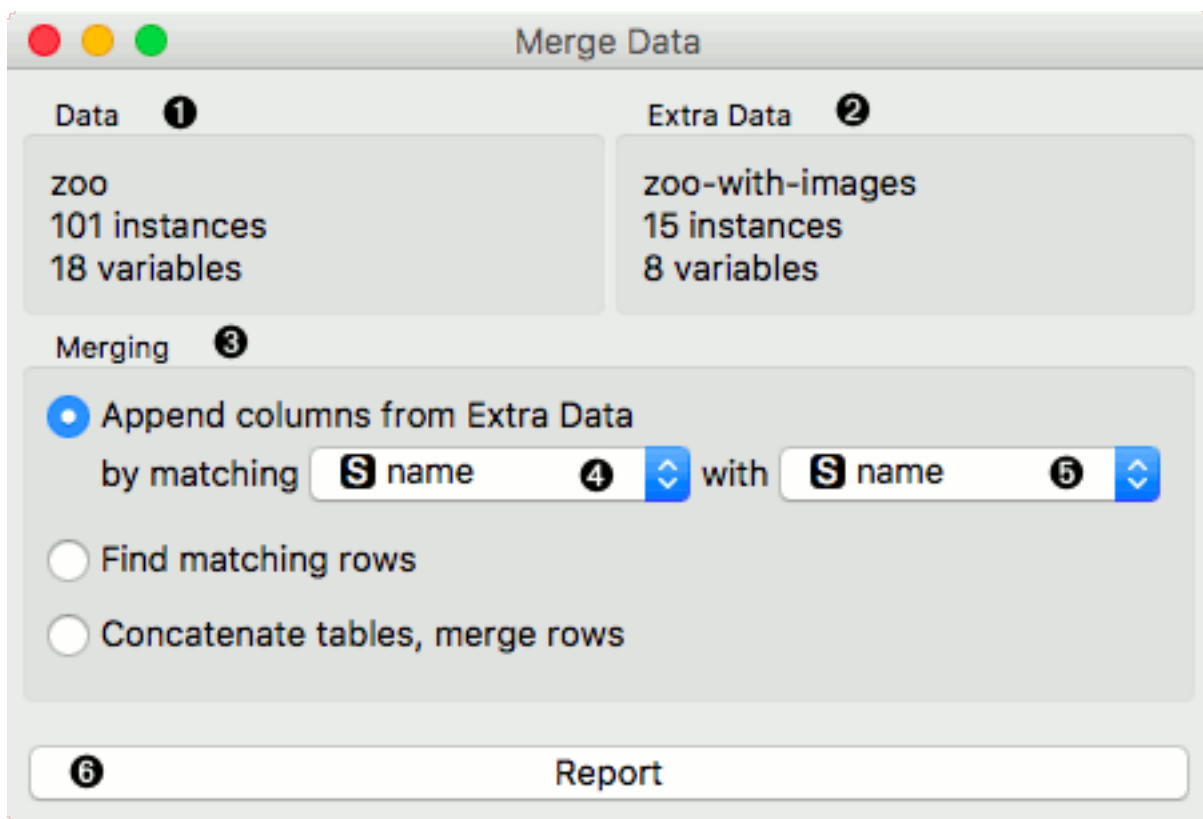 Merge Data
Data ❶
Extra Data ❷
zoo
101 instances
18 variables
zoo-with-images
15 instances
8 variables
Merging ❸
Append columns from Extra Data
by matching S name ❹ with S name ❺
Find matching rows
Concatenate tables, merge rows
❻ Report